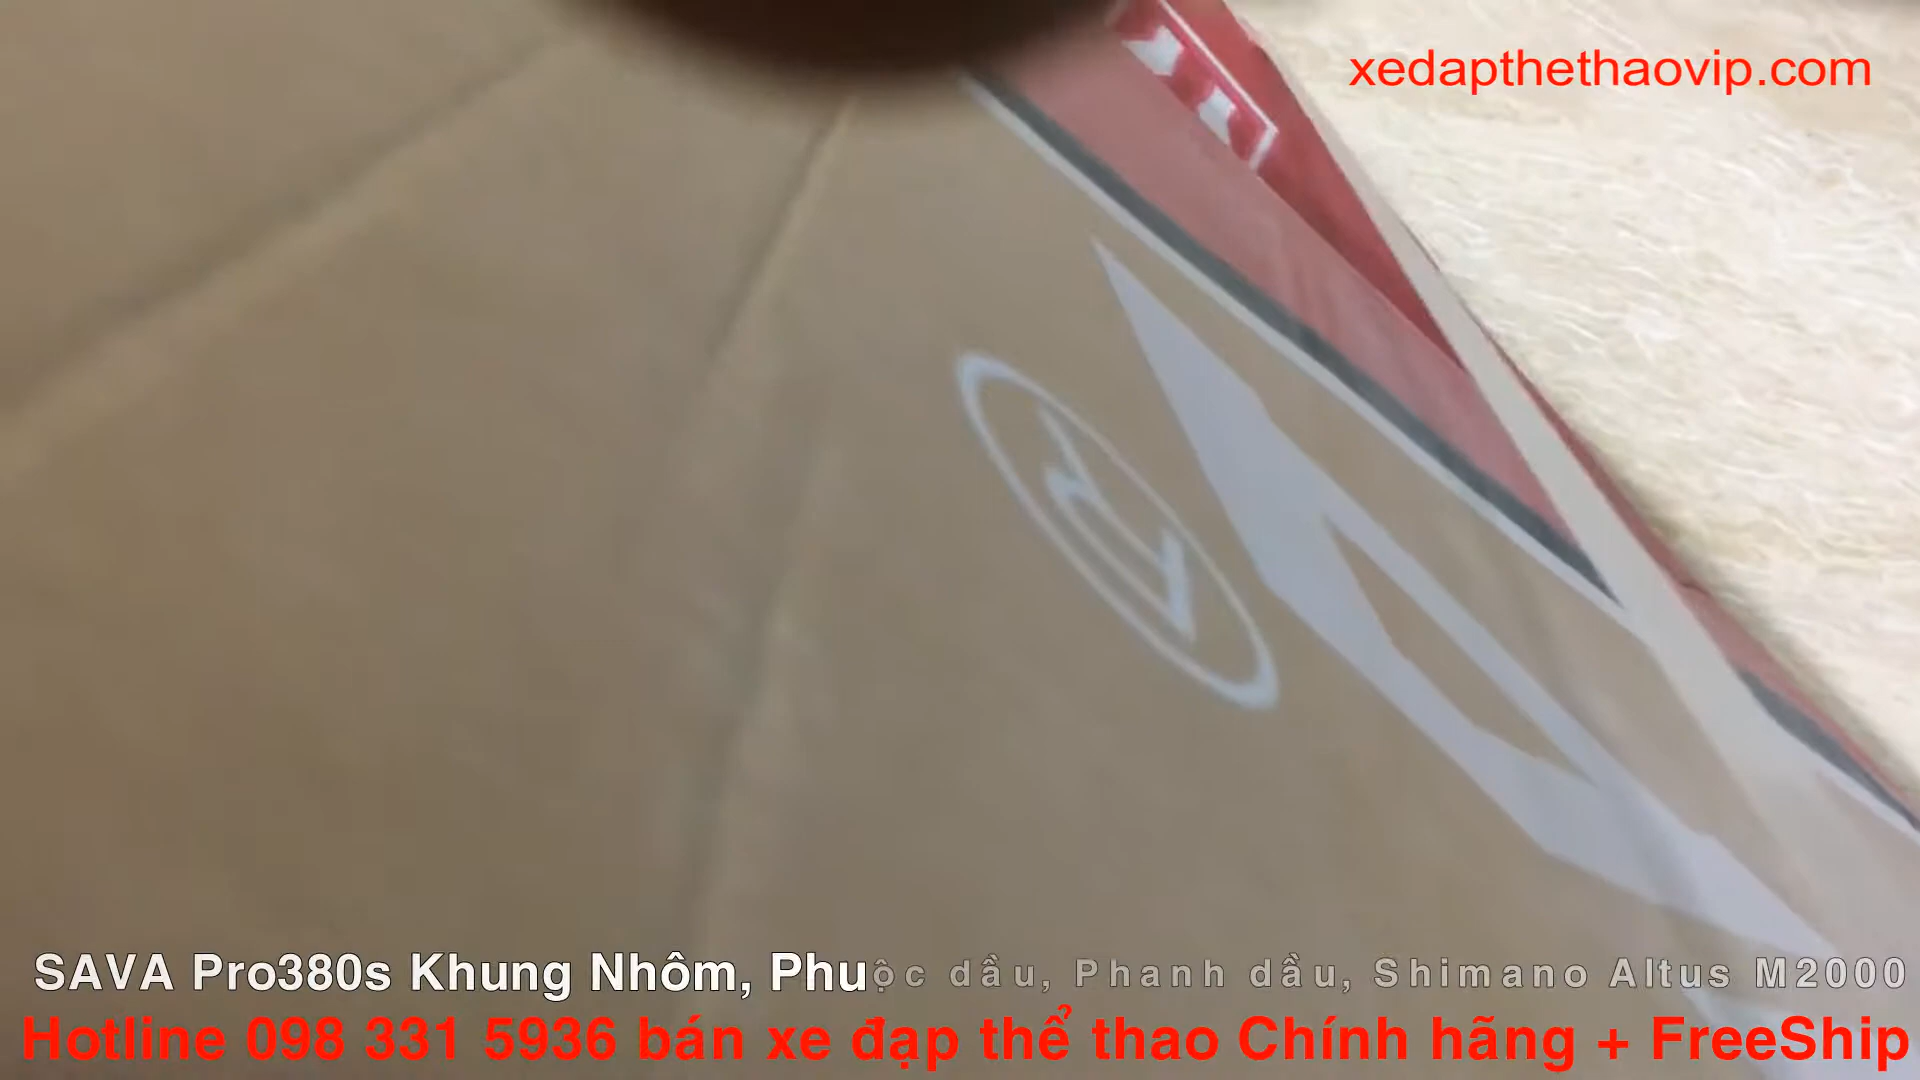 xedapthethaovip.com
SAVA Pro380s Khung Nhôm, Phuộc dầu, Phanh dầu, Shimano Altus M2000
Hotline 098 331 5936 bán xe đạp thể thao Chính hãng + FreeShip